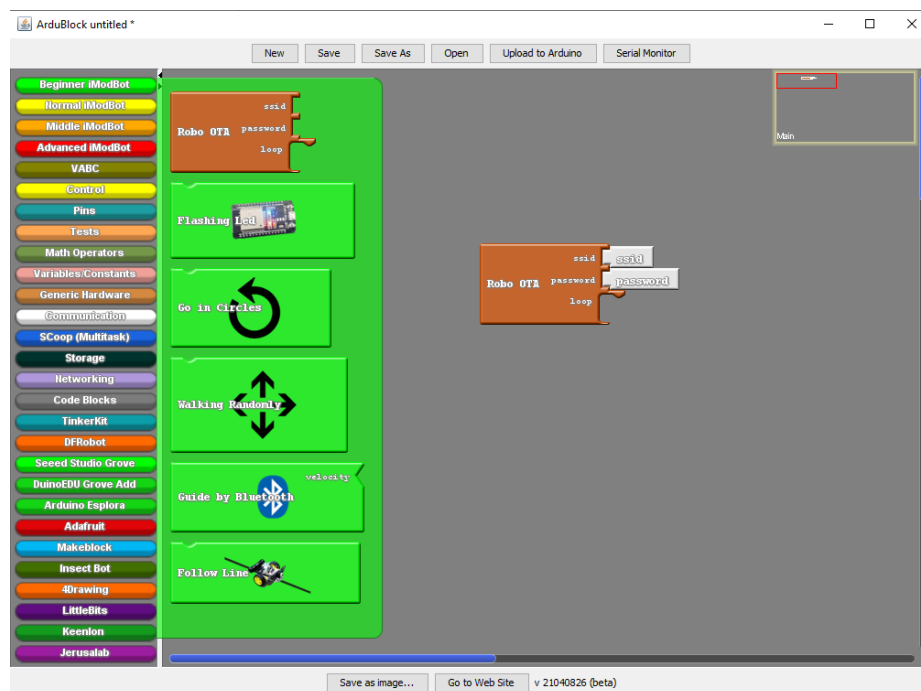 ArduBlock untitled *
New Save Save As Open Upload to Arduino Serial Monitor
Beginner iModBot
Normal iModBot
Middle iModBot
Advanced iModBot
VABC
Control
Pins
Tests
Math Operators
Variables/Constants
Generic Hardware
Communication
SCoop (Multitask)
Storage
Networking
Code Blocks
TinkerKit
DFRobot
Seeed Studio Grove
DuinoEDU Grove Add
Arduino Esplora
Adafruit
Makeblock
Insect Bot
4Drawing
LittleBits
Keenlon
Jerusalab
ssid
Robo OTA password
loop
Flashing Led
Go in Circles
Walking Randomly
velocity
Guide by Bluetooth
Follow Line
Main
ssid ssid
Robo OTA password password
loop
Save as image... Go to Web Site v 21040826 (beta)